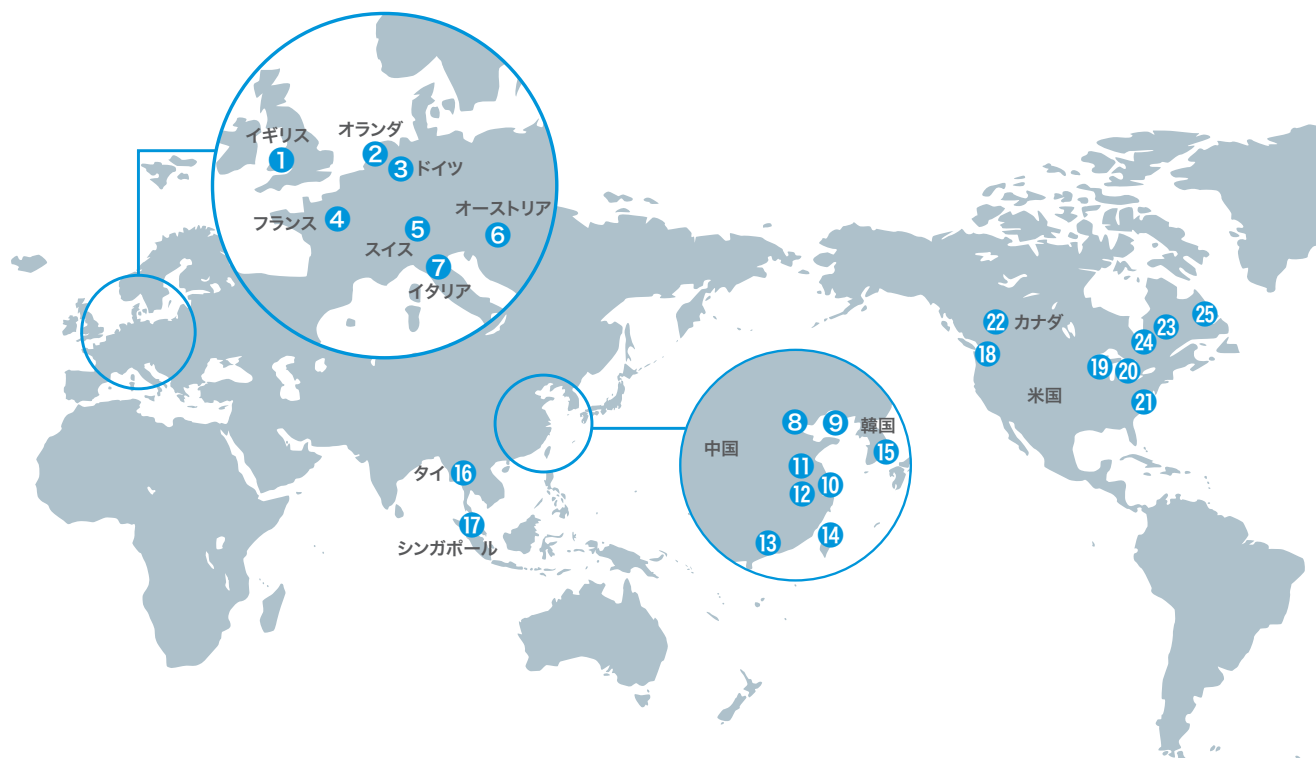 イギリス
オランダ
1
2
3 ドイツ
フランス 4
オーストリア
5
6
スイス
7
イタリア
8
9
韓国
中国
15
11
12
10
13
14
タイ 16
17
シンガポール
22 カナダ
25
23
24
18
19
20
米国
21